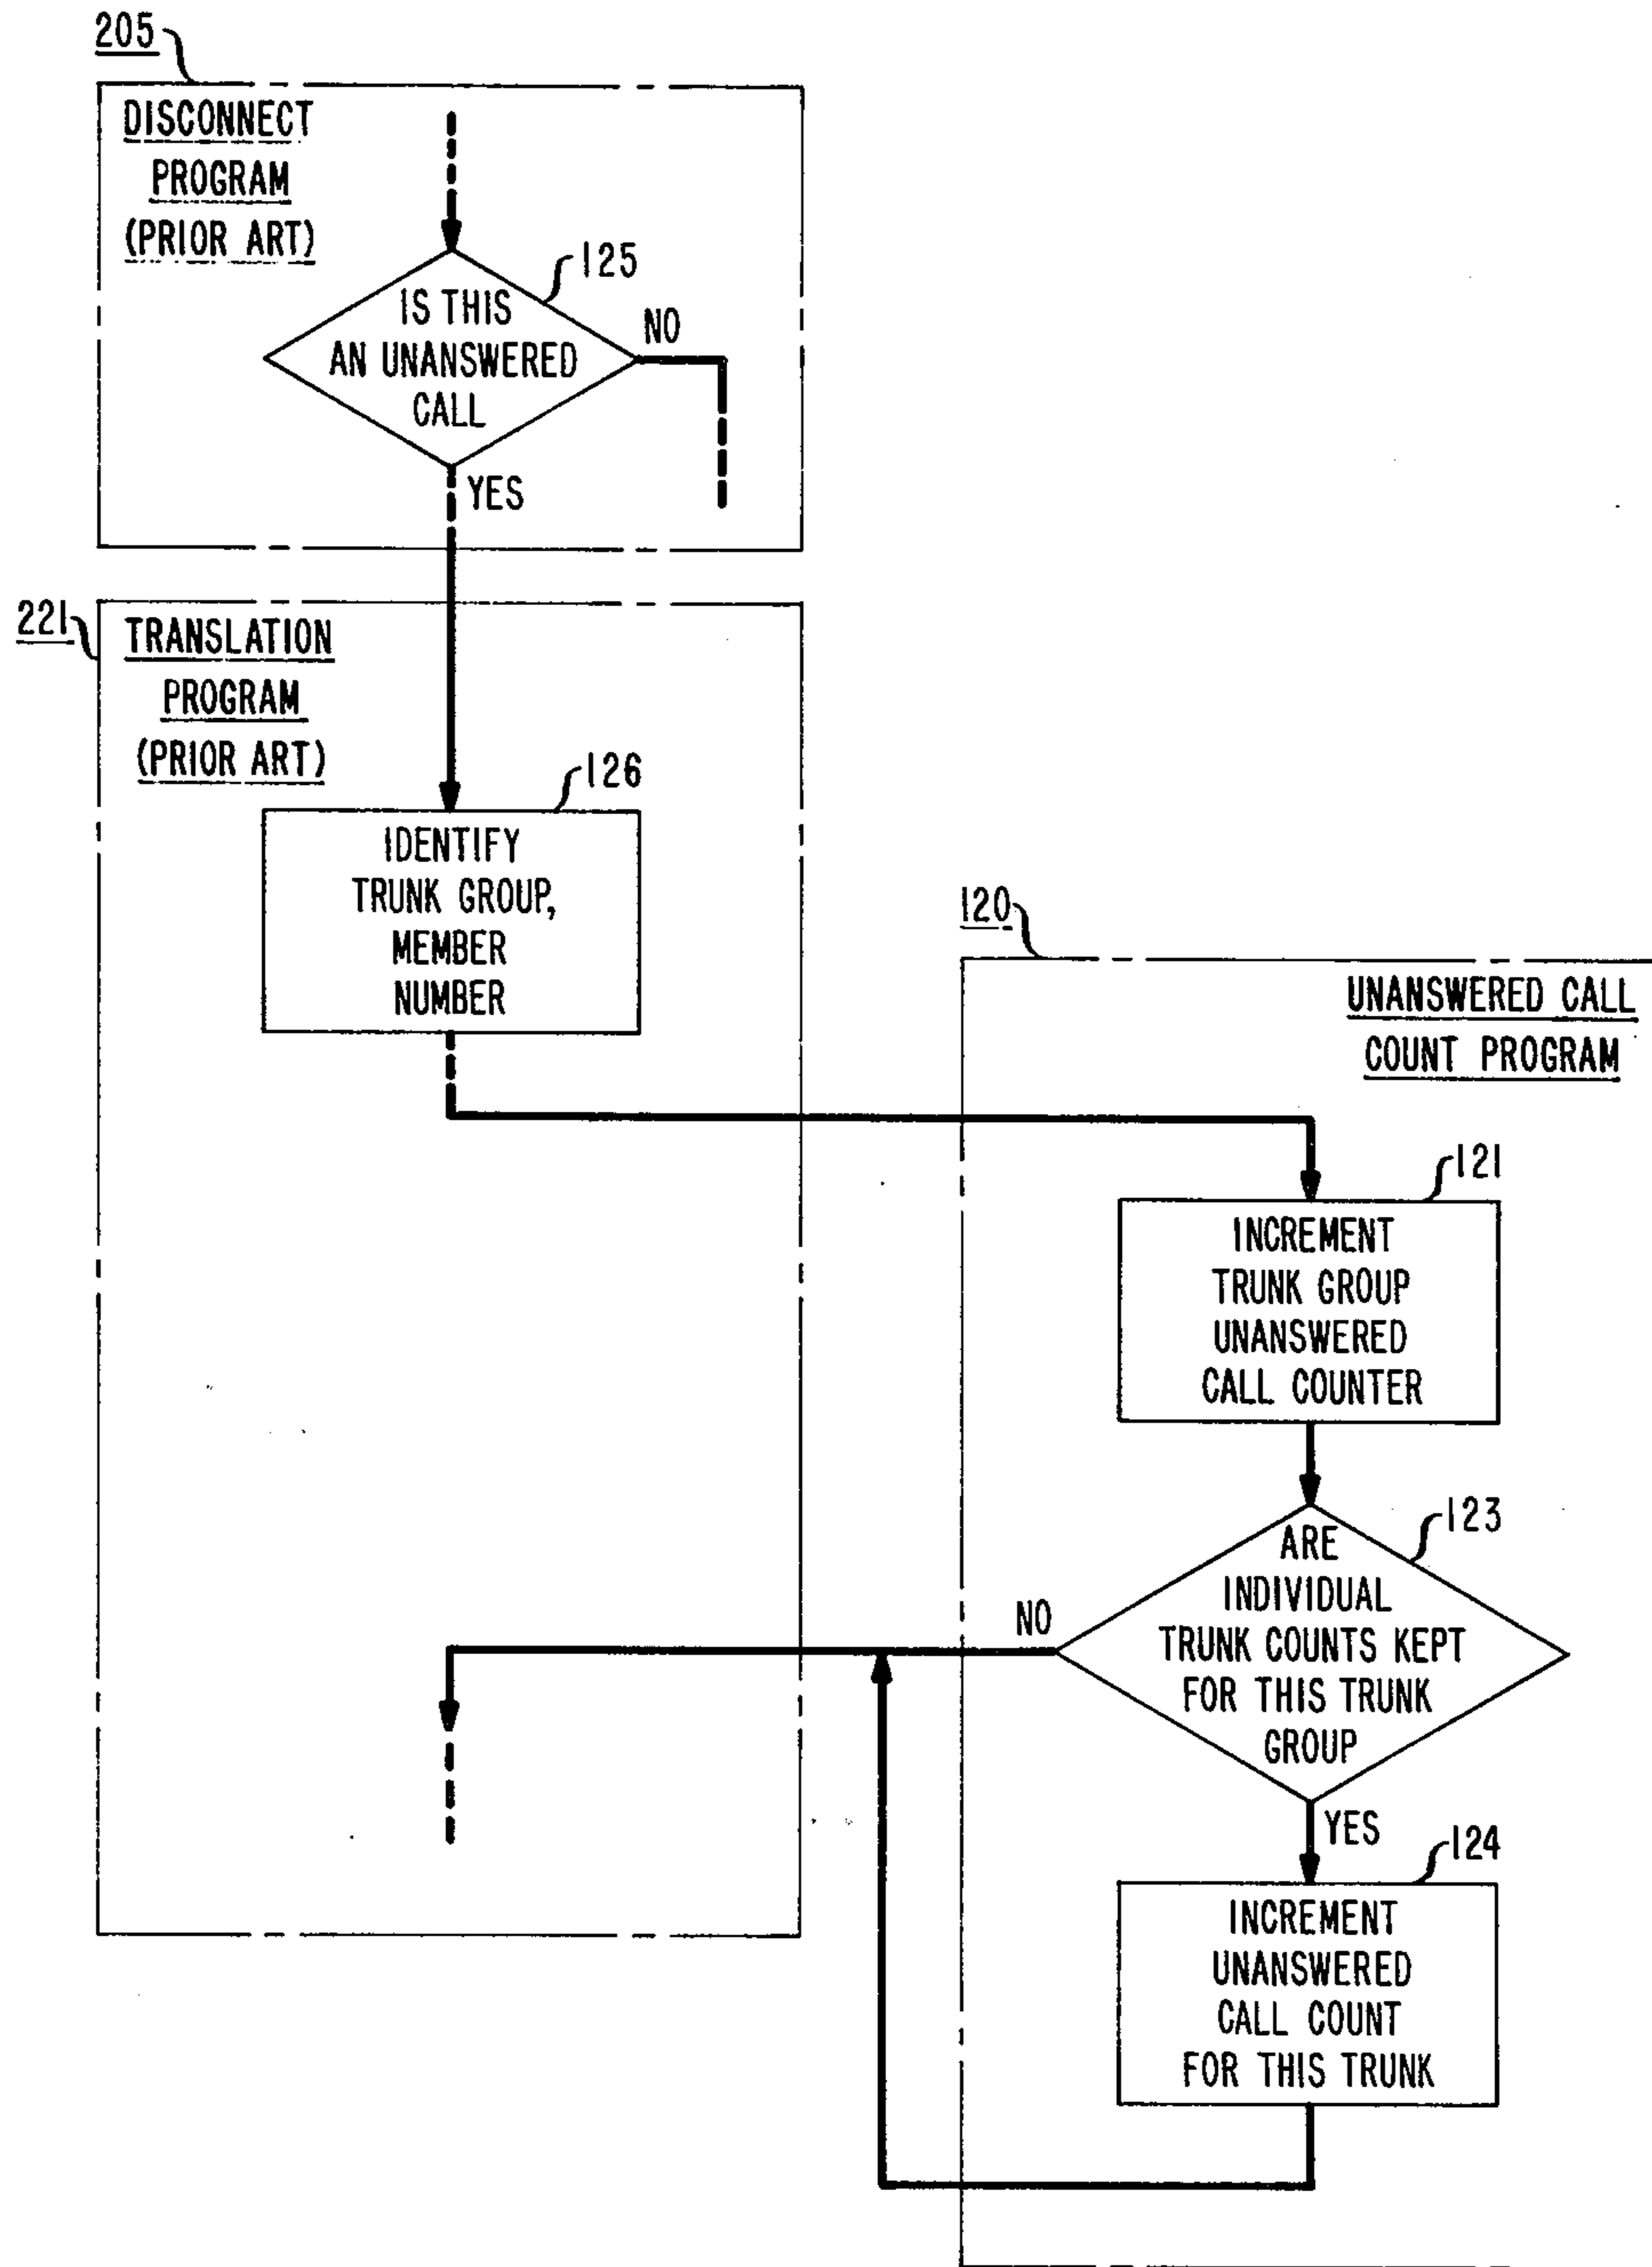 205
DISCONNECT
PROGRAM
(PRIOR ART)
125
IS THIS
AN UNANSWERED
CALL
NO
YES
221
TRANSLATION
PROGRAM
(PRIOR ART)
126
IDENTIFY
TRUNK GROUP,
MEMBER
NUMBER
120
UNANSWERED CALL
COUNT PROGRAM
121
INCREMENT
TRUNK GROUP
UNANSWERED
CALL COUNTER
123
ARE
INDIVIDUAL
TRUNK COUNTS KEPT
FOR THIS TRUNK
GROUP
NO
YES
124
INCREMENT
UNANSWERED
CALL COUNT
FOR THIS TRUNK